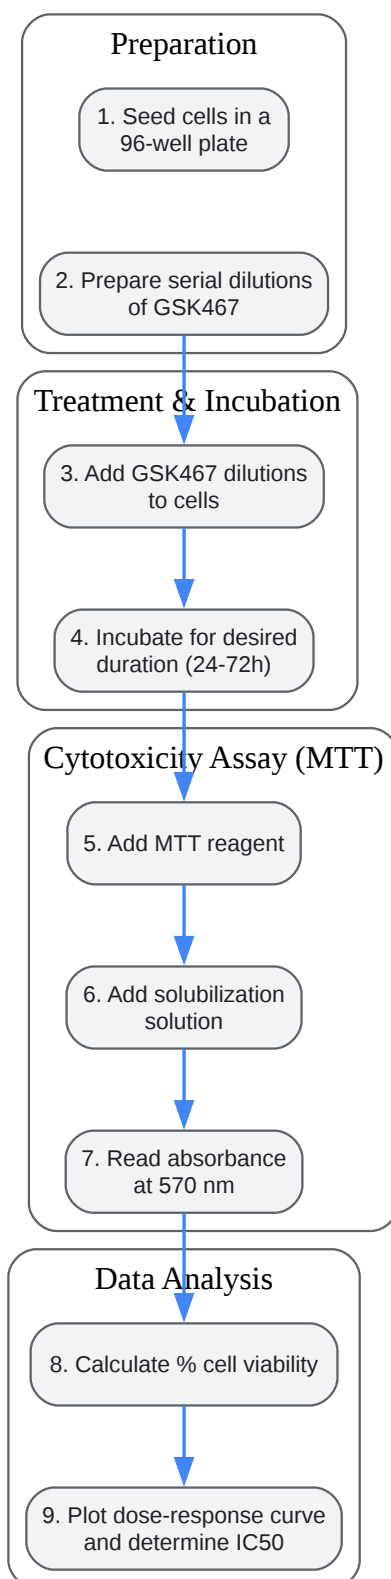 Preparation
1. Seed cells in a
96-well plate
2. Prepare serial dilutions
of GSK467
Treatment & Incubation
3. Add GSK467 dilutions
to cells
4. Incubate for desired
duration (24-72h)
Cytotoxicity Assay (MTT)
5. Add MTT reagent
6. Add solubilization
solution
7. Read absorbance
at 570 nm
Data Analysis
8. Calculate % cell viability
9. Plot dose-response curve
and determine IC50